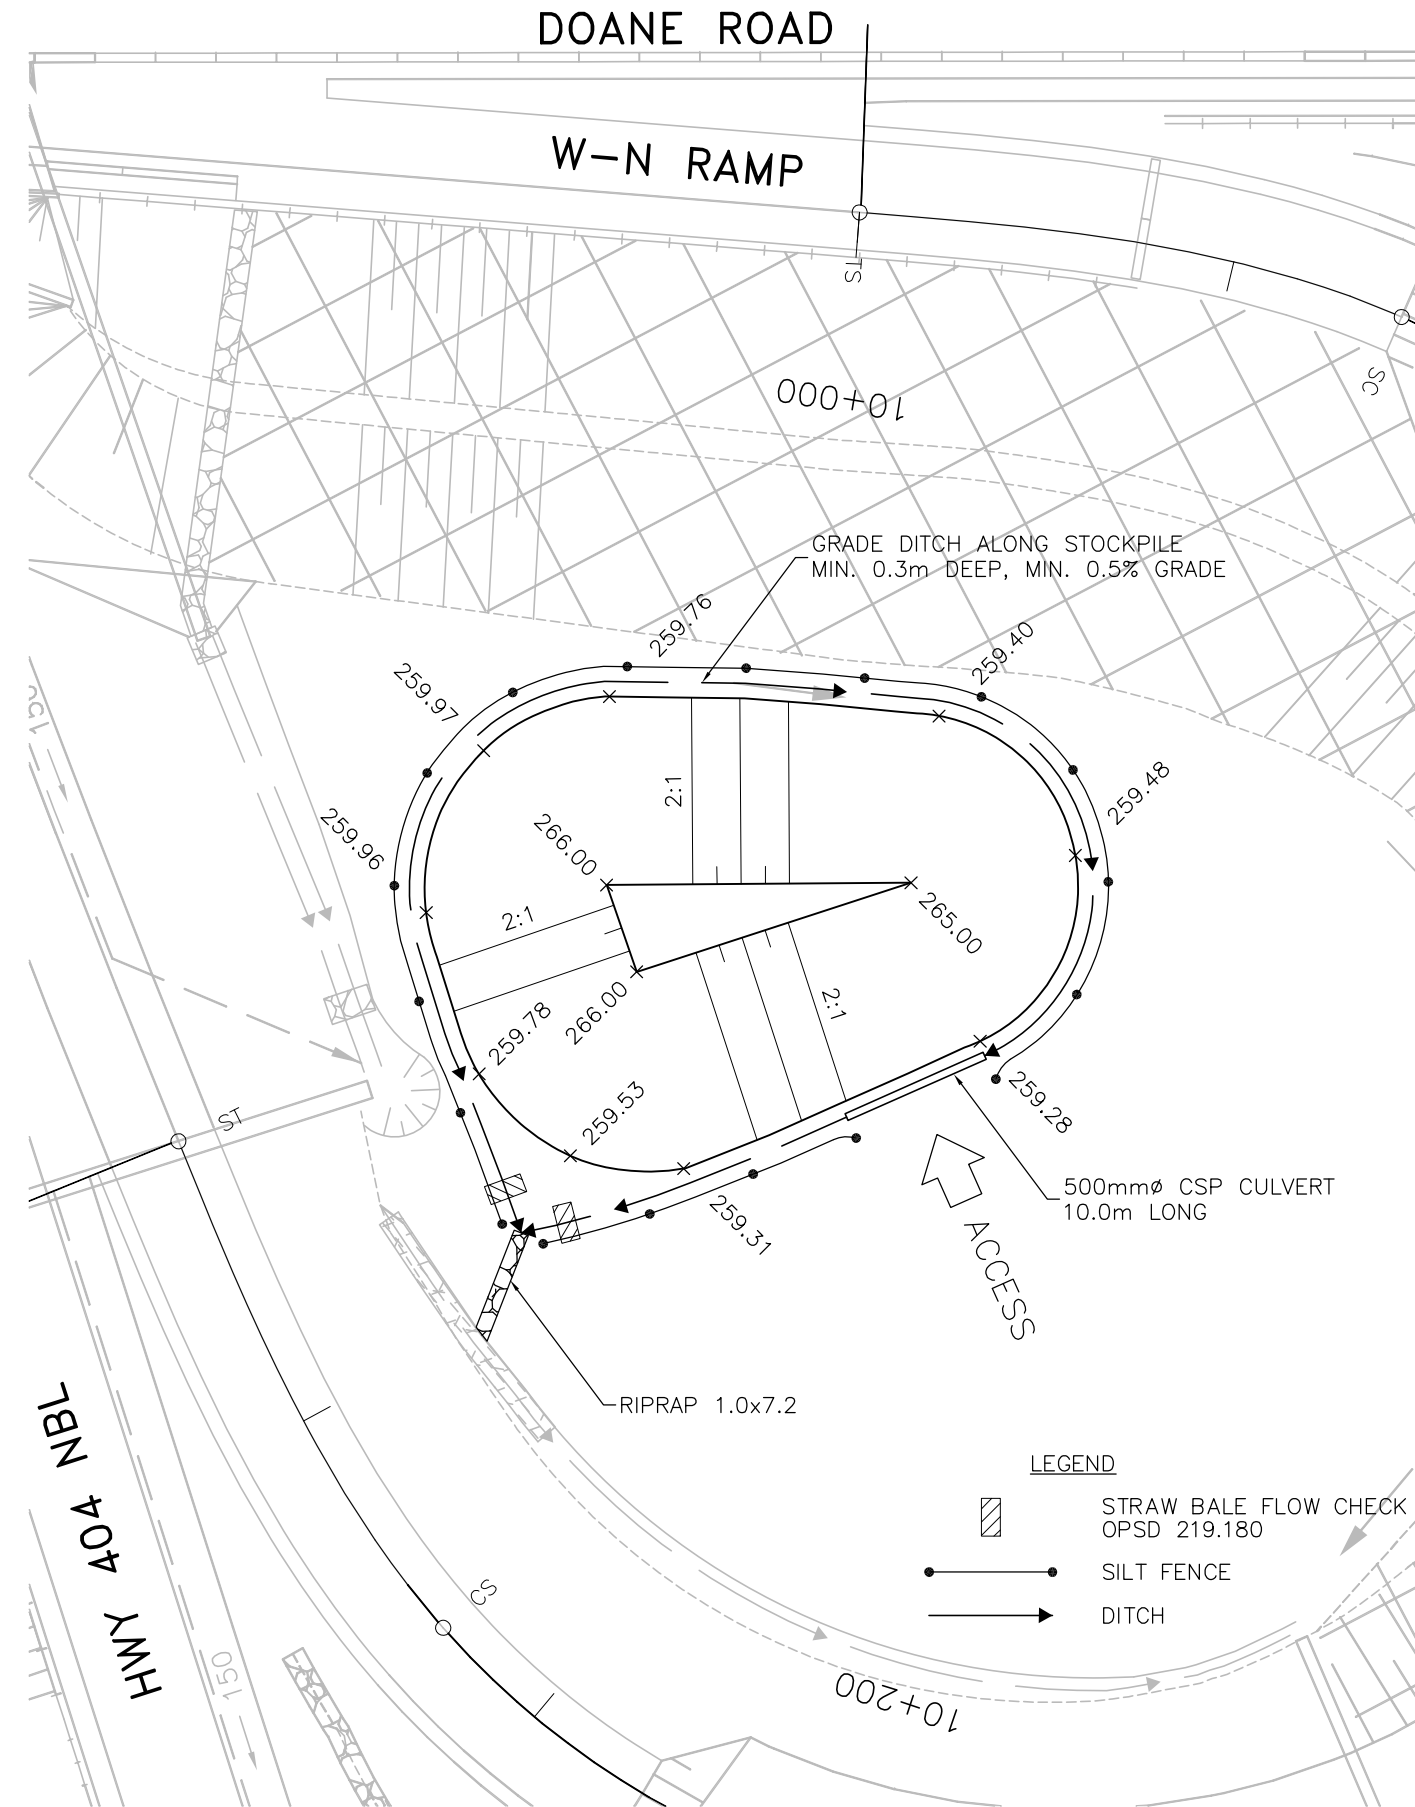 DOANE ROAD
W-N RAMP
TS
SC
10+000
GRADE DITCH ALONG STOCKPILE
MIN. 0.3m DEEP, MIN. 0.5% GRADE
259.76
259.40
259.97
150
259.48
2:1
259.96
266.00
2:1
265.00
2:1
266.00
259.78
259.53
ST
259.28
500mmø CSP CULVERT
10.0m LONG
259.31
ACCESS
RIPRAP 1.0x7.2
HWY 404 NBL
LEGEND
STRAW BALE FLOW CHECK
OPSD 219.180
SILT FENCE
DITCH
CS
150
10+200